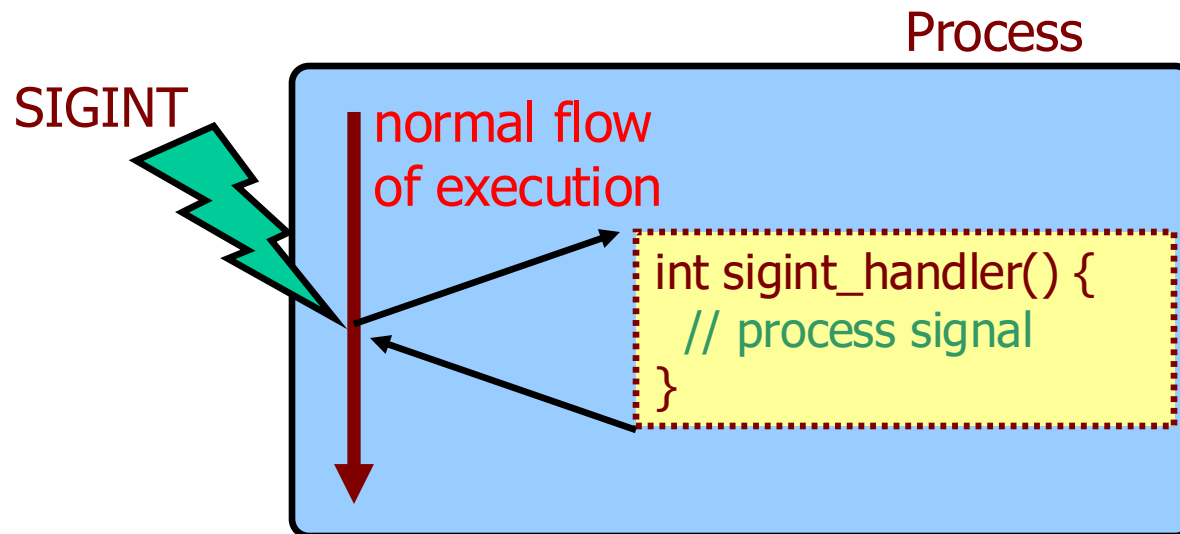 Process
SIGINT
normal flow
of execution
int sigint_handler() {
// process signal
}